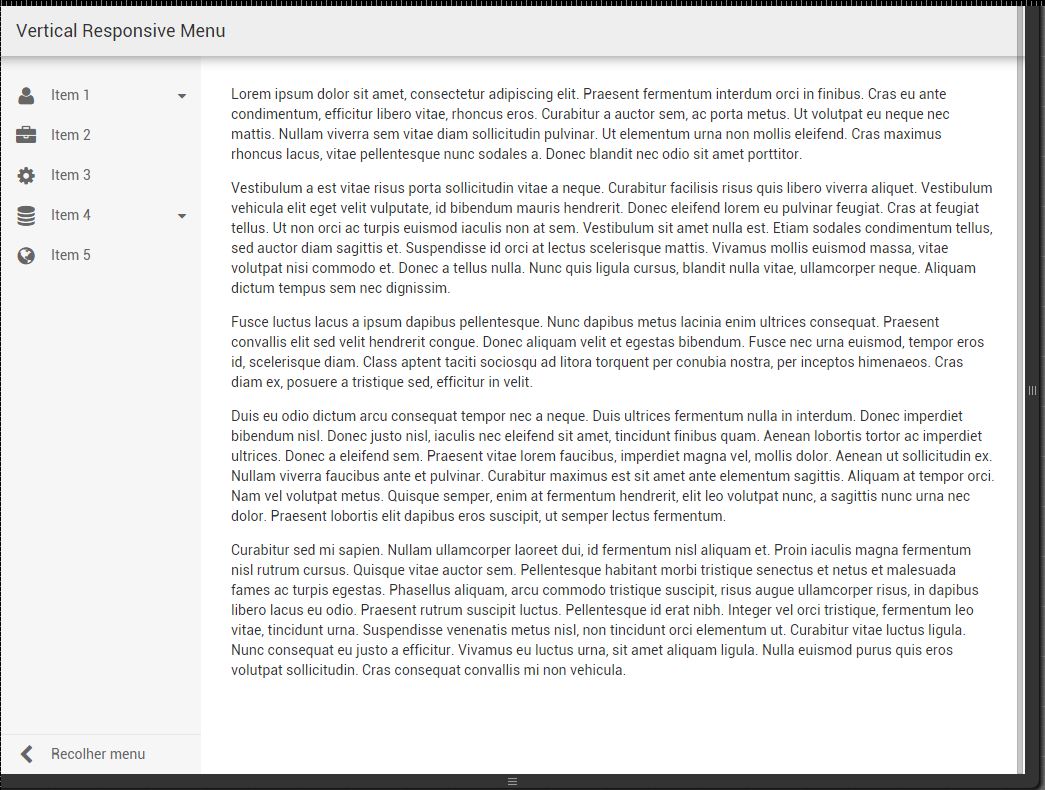 Vertical Responsive Menu
Item 1
Item 2
Item 3
Item 4
Item 5
Recolher menu
Lorem ipsum dolor sit amet, consectetur adipiscing elit. Praesent fermentum interdum orci in finibus. Cras eu ante
condimentum, efficitur libero vitae, rhoncus eros. Curabitur a auctor sem, ac porta metus. Ut volutpat eu neque nec
mattis. Nullam viverra sem vitae diam sollicitudin pulvinar. Ut elementum urna non mollis eleifend. Cras maximus
rhoncus lacus, vitae pellentesque nunc sodales a. Donec blandit nec odio sit amet porttitor.
Vestibulum a est vitae risus porta sollicitudin vitae a neque. Curabitur facilisis risus quis libero viverra aliquet. Vestibulum
vehicula elit eget velit vulputate, id bibendum mauris hendrerit. Donec eleifend lorem eu pulvinar feugiat. Cras at feugiat
tellus. Ut non orci ac turpis euismod iaculis non at sem. Vestibulum sit amet nulla est. Etiam sodales condimentum tellus,
sed auctor diam sagittis et. Suspendisse id orci at lectus scelerisque mattis. Vivamus mollis euismod massa, vitae
volutpat nisi commodo et. Donec a tellus nulla. Nunc quis ligula cursus, blandit nulla vitae, ullamcorper neque. Aliquam
dictum tempus sem nec dignissim.
Fusce luctus lacus a ipsum dapibus pellentesque. Nunc dapibus metus lacinia enim ultrices consequat. Praesent
convallis elit sed velit hendrerit congue. Donec aliquam velit et egestas bibendum. Fusce nec urna euismod, tempor eros
id, scelerisque diam. Class aptent taciti sociosqu ad litora torquent per conubia nostra, per inceptos himenaeos. Cras
diam ex, posuere a tristique sed, efficitur in velit.
Duis eu odio dictum arcu consequat tempor nec a neque. Duis ultrices fermentum nulla in interdum. Donec imperdiet
bibendum nisl. Donec justo nisl, iaculis nec eleifend sit amet, tincidunt finibus quam. Aenean lobortis tortor ac imperdiet
ultrices. Donec a eleifend sem. Praesent vitae lorem faucibus, imperdiet magna vel, mollis dolor. Aenean ut sollicitudin ex.
Nullam viverra faucibus ante et pulvinar. Curabitur maximus est sit amet ante elementum sagittis. Aliquam at tempor orci.
Nam vel volutpat metus. Quisque semper, enim at fermentum hendrerit, elit leo volutpat nunc, a sagittis nunc urna nec
dolor. Praesent lobortis elit dapibus eros suscipit, ut semper lectus fermentum.
Curabitur sed mi sapien. Nullam ullamcorper laoreet dui, id fermentum nisl aliquam et. Proin iaculis magna fermentum
nisl rutrum cursus. Quisque vitae auctor sem. Pellentesque habitant morbi tristique senectus et netus et malesuada
fames ac turpis egestas. Phasellus aliquam, arcu commodo tristique suscipit, risus augue ullamcorper risus, in dapibus
libero lacus eu odio. Praesent rutrum suscipit luctus. Pellentesque id erat nibh. Integer vel orci tristique, fermentum leo
vitae, tincidunt urna. Suspendisse venenatis metus nisl, non tincidunt orci elementum ut. Curabitur vitae luctus ligula.
Nunc consequat eu justo a efficitur. Vivamus eu luctus urna, sit amet aliquam ligula. Nulla euismod purus quis eros
volutpat sollicitudin. Cras consequat convallis mi non vehicula.